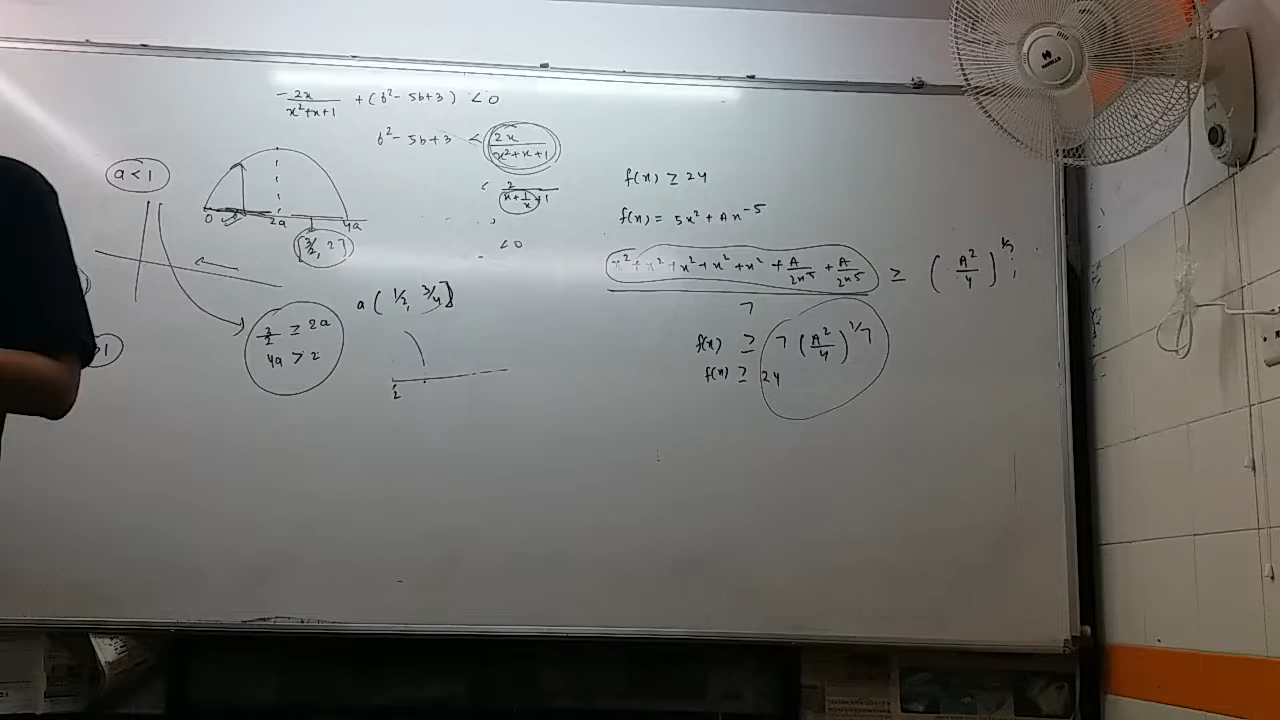 -2x/(x²+x+1) + (b²-5b+3) < 0
b²-5b+3 < 2x/(x²+x+1)
< 2/(x+1/x+1)
< 0
a < 1
0 2a 4a
[3/2, 2]
a (1/2, 3/4]
3/2 ≥ 2a
4a > 2
f(x) ≥ 24
f(x) = 5x² + Ax⁻⁵
(x²+x²+x²+x²+x²+A/2x⁵+A/2x⁵)/7 ≥ (A²/4)^1/7
f(x) ≥ 7(A²/4)^1/7
f(x) ≥ 24
HAVELLS